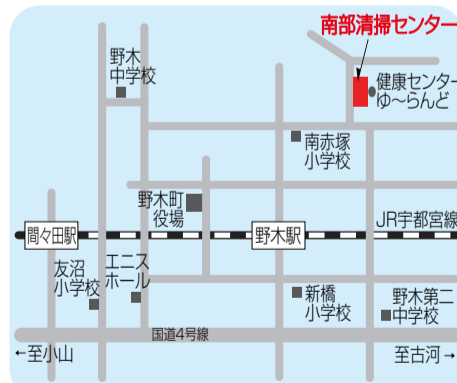 南部清掃センター
野木
中学校
健康センター
ゆ〜らんど
南赤塚
小学校
野木町
役場
JR宇都宮線
間々田駅
野木駅
友沼
小学校
エニス
ホール
新橋
小学校
野木第二
中学校
国道4号線
←至小山
至古河→